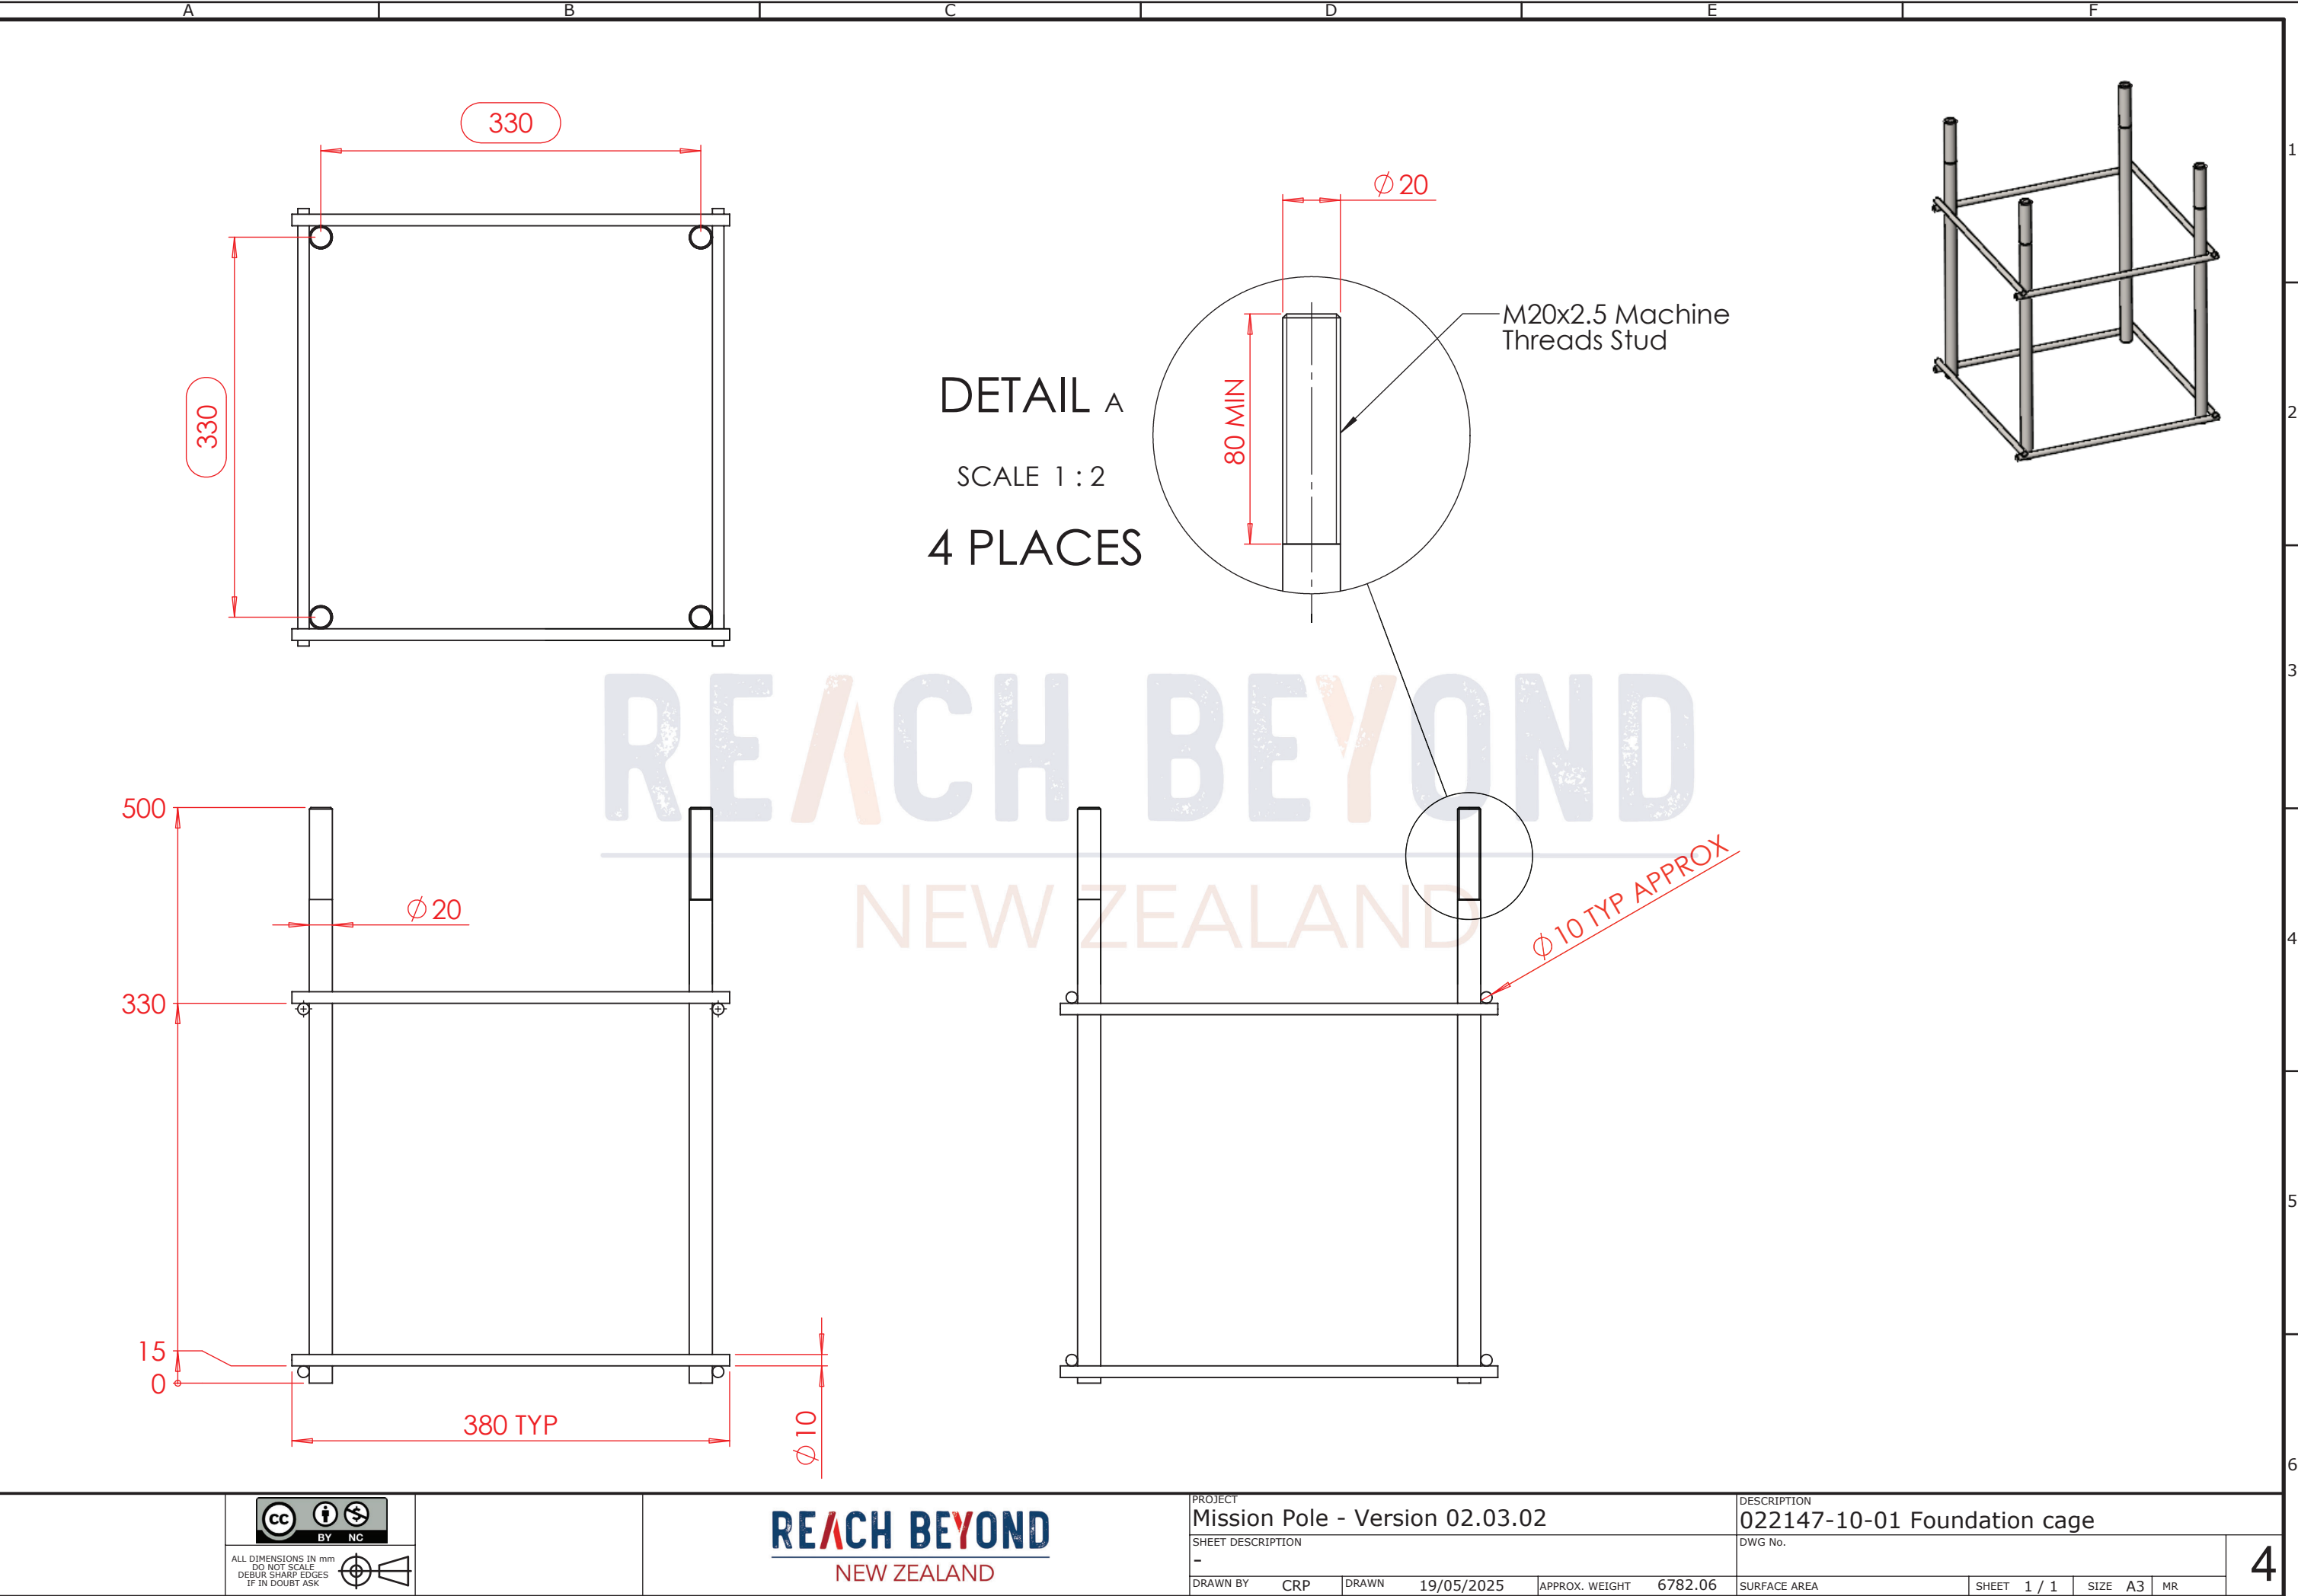 A B C D E F
1
2
3
4
5
6
330
330
DETAIL A
SCALE 1 : 2
4 PLACES
⌀20
80 MIN
M20x2.5 Machine
Threads Stud
REACH BEYOND
NEW ZEALAND
500
330
15
0
⌀20
380 TYP
⌀10
⌀10 TYP APPROX
cc
BY NC
ALL DIMENSIONS IN mm
DO NOT SCALE
DEBUR SHARP EDGES
IF IN DOUBT ASK
REACH BEYOND
NEW ZEALAND
PROJECT
Mission Pole - Version 02.03.02
SHEET DESCRIPTION
-
DRAWN BY CRP DRAWN 19/05/2025 APPROX. WEIGHT 6782.06
DESCRIPTION
022147-10-01 Foundation cage
DWG No.
SURFACE AREA SHEET 1 / 1 SIZE A3 MR
4